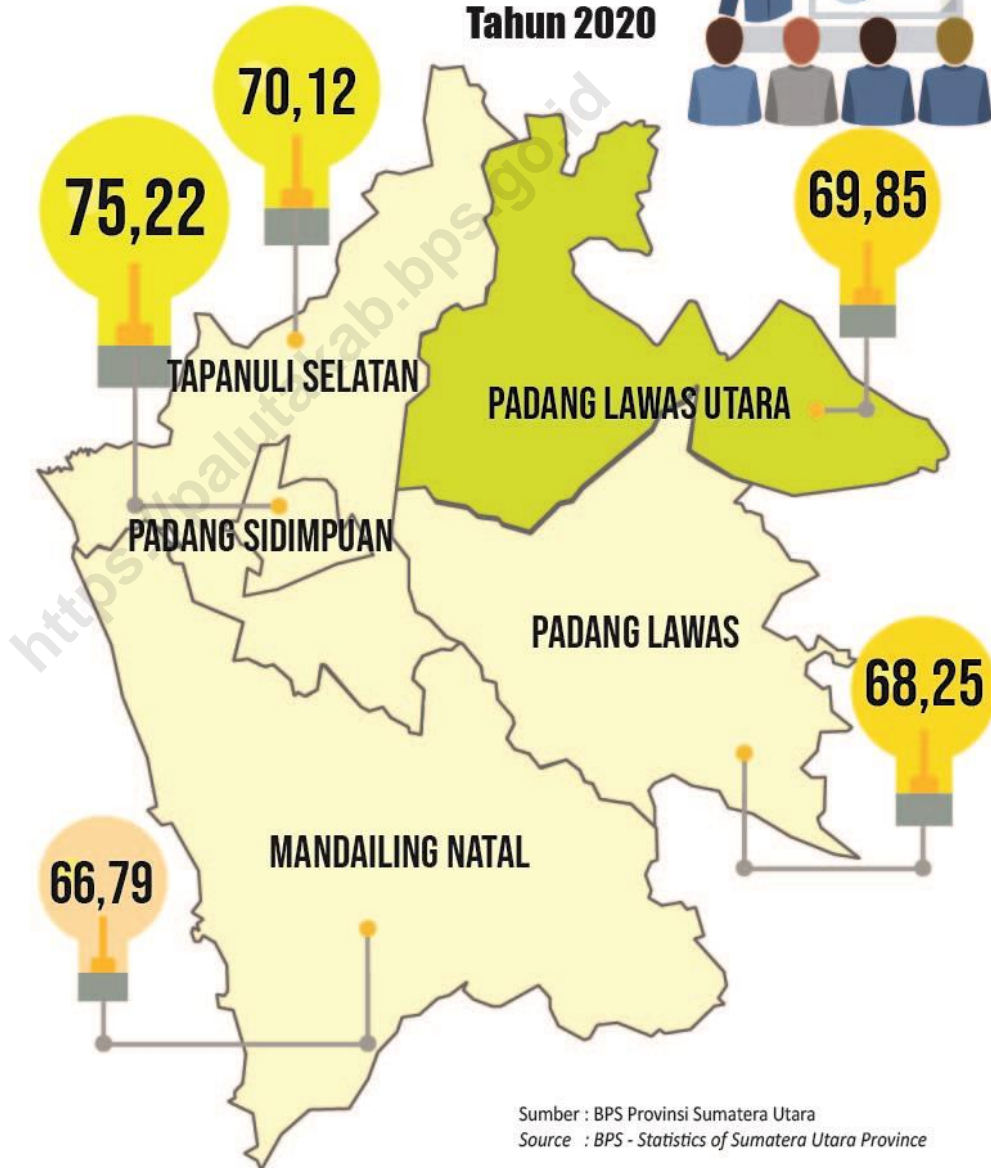 Tahun 2020
70,12
75,22
69,85
TAPANULI SELATAN
PADANG LAWAS UTARA
PADANG SIDIMPUAN
PADANG LAWAS
68,25
MANDAILING NATAL
66,79
https://palutakab.bps.go.id
Sumber : BPS Provinsi Sumatera Utara
Source : BPS - Statistics of Sumatera Utara Province